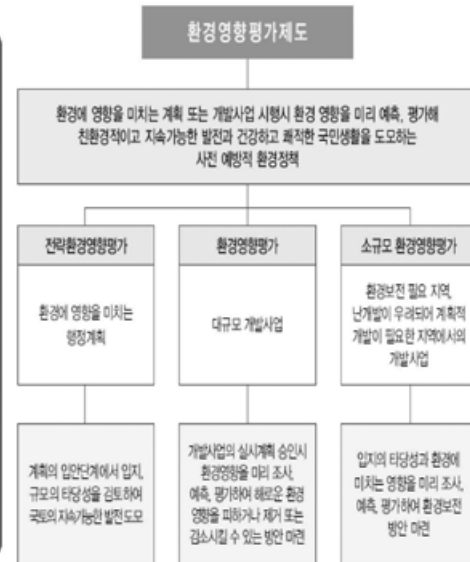 환경영향평가제도
환경에 영향을 미치는 계획 또는 개발사업 시행시 환경 영향을 미리 예측, 평가해
친환경적이고 지속가능한 발전과 건강하고 쾌적한 국민생활을 도모하는
사전 예방적 환경정책
전략환경영향평가
환경에 영향을 미치는
행정계획
계획의 입안단계에서 입지,
규모의 타당성을 검토하여
국토의 지속가능한 발전 도모
환경영향평가
대규모 개발사업
개발사업의 실시계획 승인시
환경영향을 미리 조사,
예측, 평가하여 해로운 환경
영향을 피하거나 제거 또는
감소시킬 수 있는 방안 마련
소규모 환경영향평가
환경보전 필요 지역,
난개발이 우려되어 계획적
개발이 필요한 지역에서의
개발사업
입지의 타당성과 환경에
미치는 영향을 미리 조사,
예측, 평가하여 환경보전
방안 마련